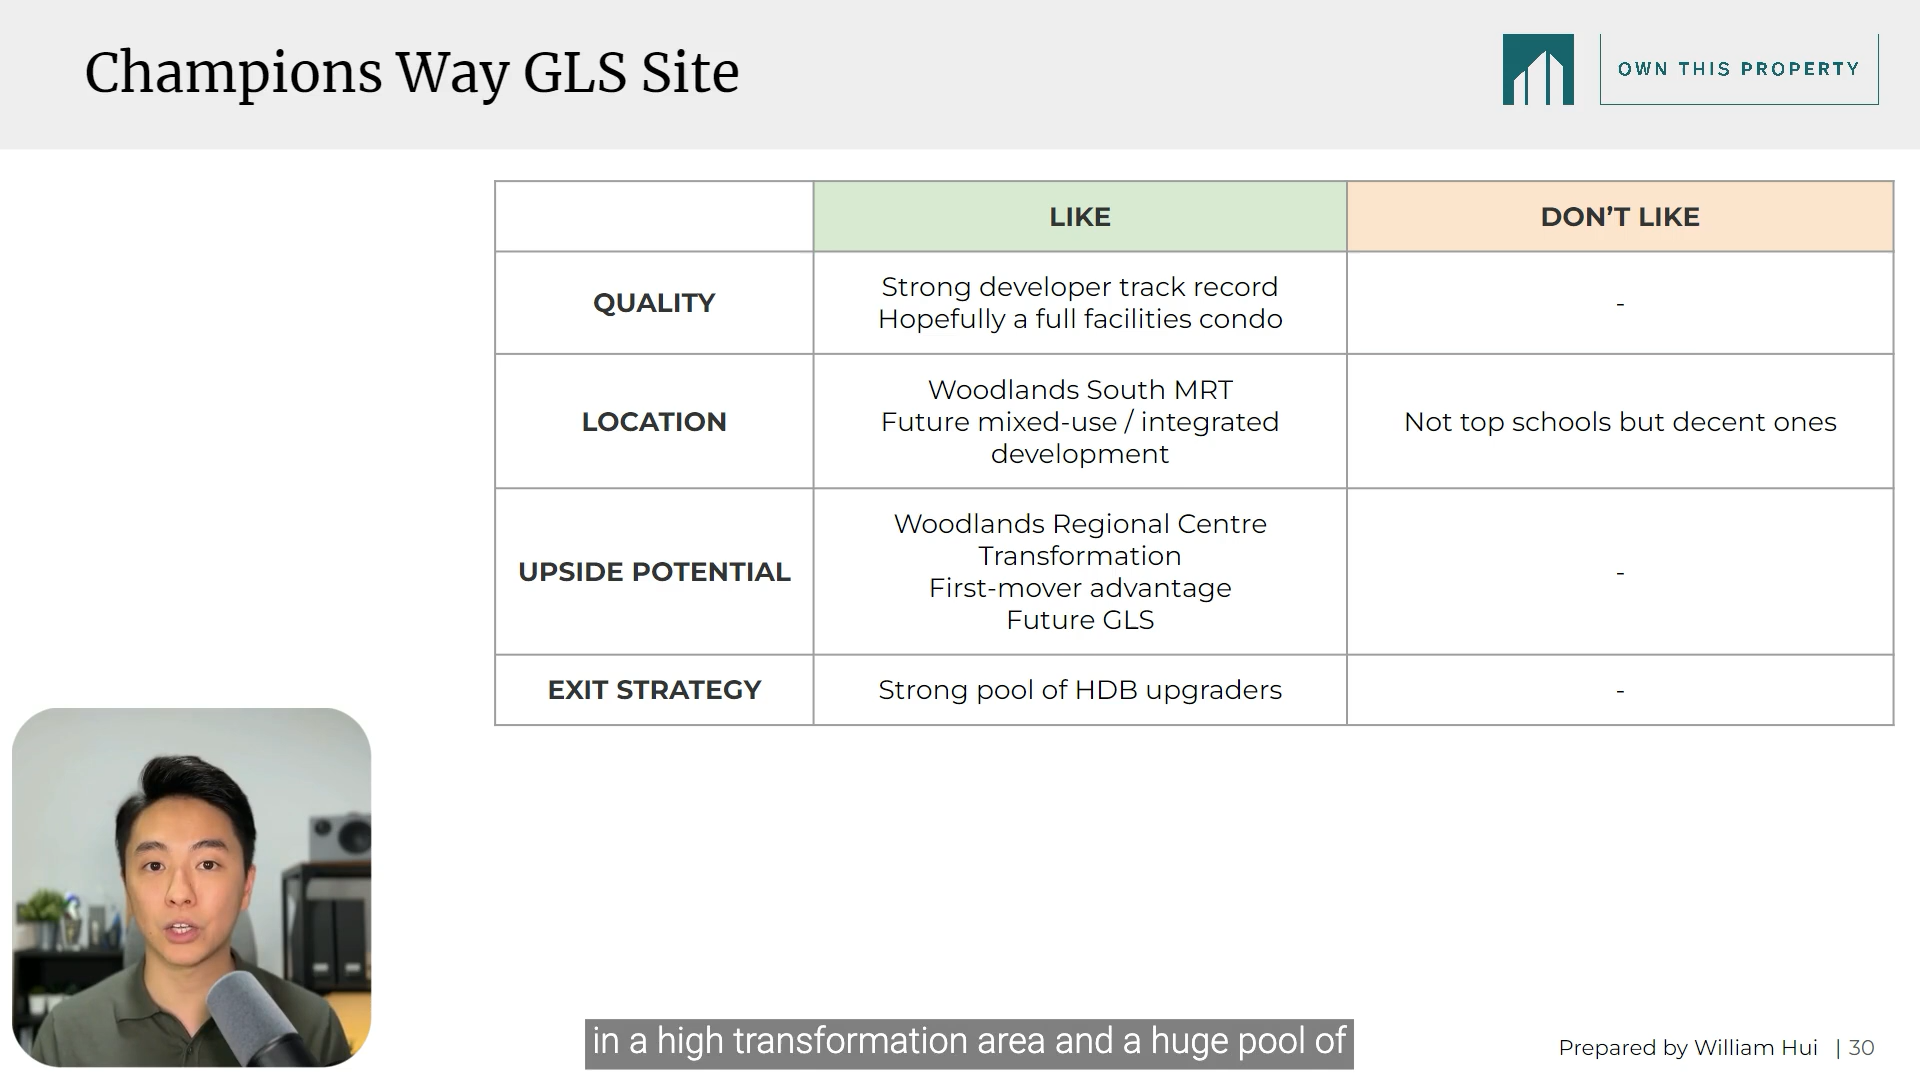 Champions Way GLS Site
OWN THIS PROPERTY
LIKE
DON’T LIKE
QUALITY
Strong developer track record
Hopefully a full facilities condo
-
LOCATION
Woodlands South MRT
Future mixed-use / integrated
development
Not top schools but decent ones
UPSIDE POTENTIAL
Woodlands Regional Centre
Transformation
First-mover advantage
Future GLS
-
EXIT STRATEGY
Strong pool of HDB upgraders
-
in a high transformation area and a huge pool of
Prepared by William Hui | 30